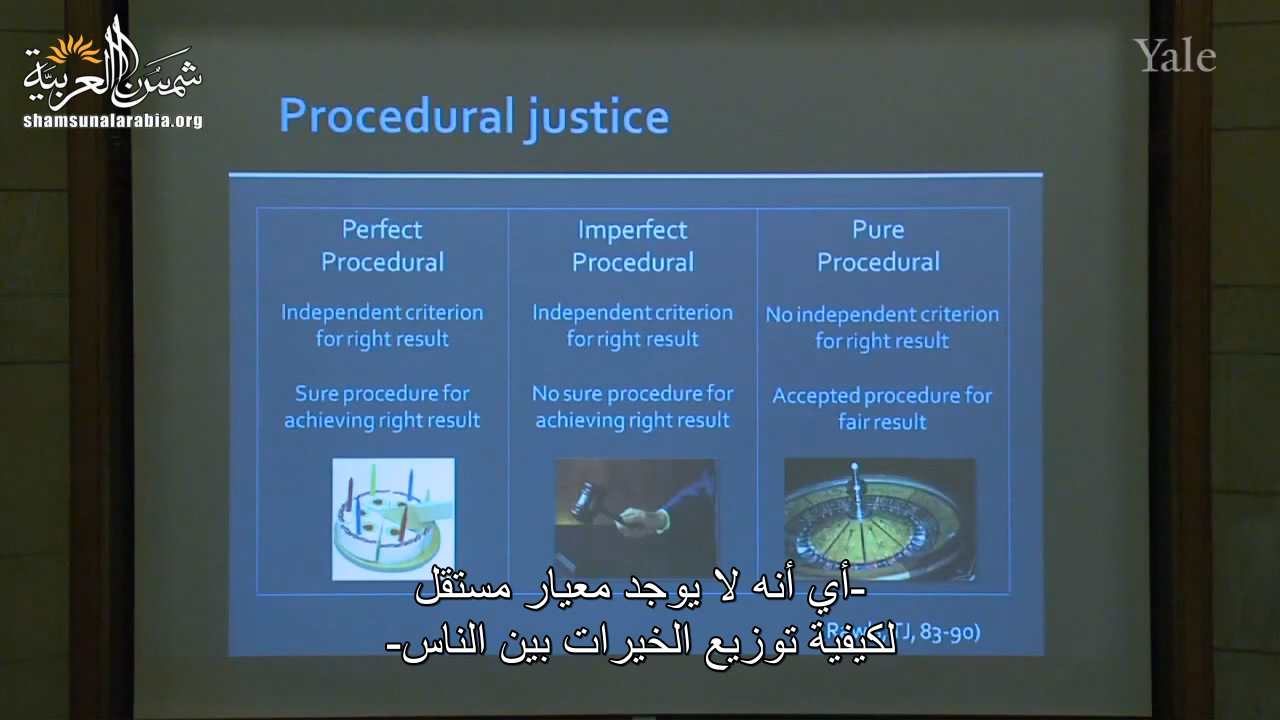 شمس العربية
shamsunalarabia.org
Yale
Procedural justice
Perfect
Procedural
Independent criterion
for right result
Sure procedure for
achieving right result
Imperfect
Procedural
Independent criterion
for right result
No sure procedure for
achieving right result
Pure
Procedural
No independent criterion
for right result
Accepted procedure for
fair result
TJ, 83-90)
-أي أنه لا يوجد معيار مستقل
لكيفية توزيع الخيرات بين الناس-